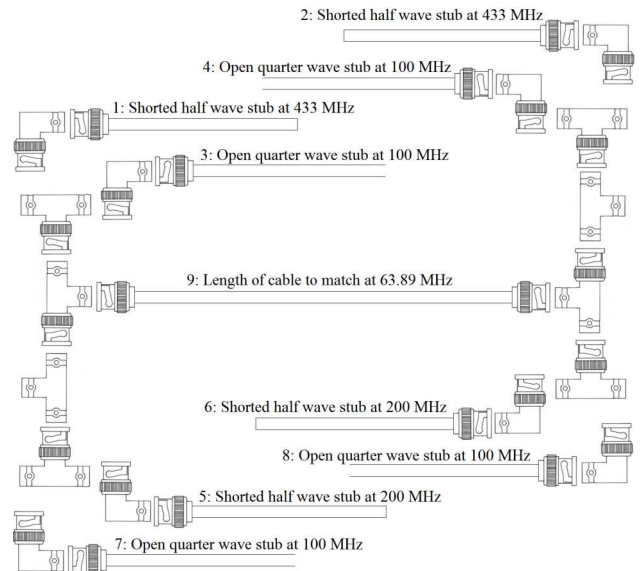 2: Shorted half wave stub at 433 MHz
4: Open quarter wave stub at 100 MHz
1: Shorted half wave stub at 433 MHz
3: Open quarter wave stub at 100 MHz
9: Length of cable to match at 63.89 MHz
6: Shorted half wave stub at 200 MHz
8: Open quarter wave stub at 100 MHz
5: Shorted half wave stub at 200 MHz
7: Open quarter wave stub at 100 MHz